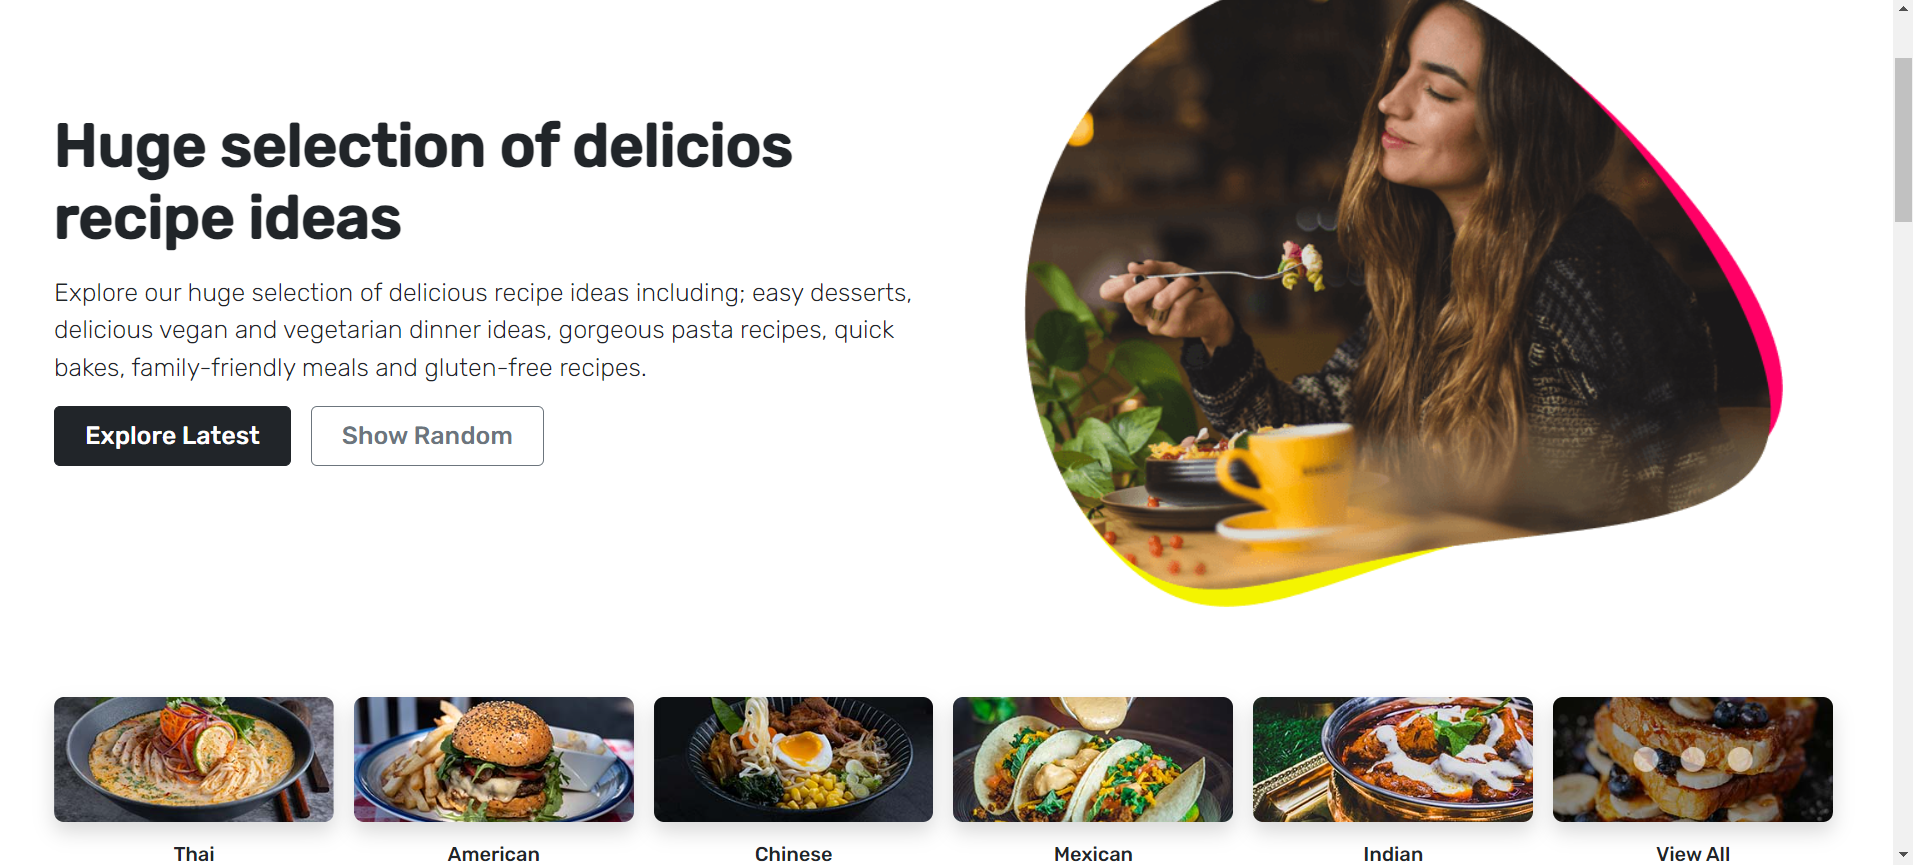 Huge selection of delicios
recipe ideas
Explore our huge selection of delicious recipe ideas including; easy desserts,
delicious vegan and vegetarian dinner ideas, gorgeous pasta recipes, quick
bakes, family-friendly meals and gluten-free recipes.
Explore Latest Show Random
Thai American Chinese Mexican Indian View All